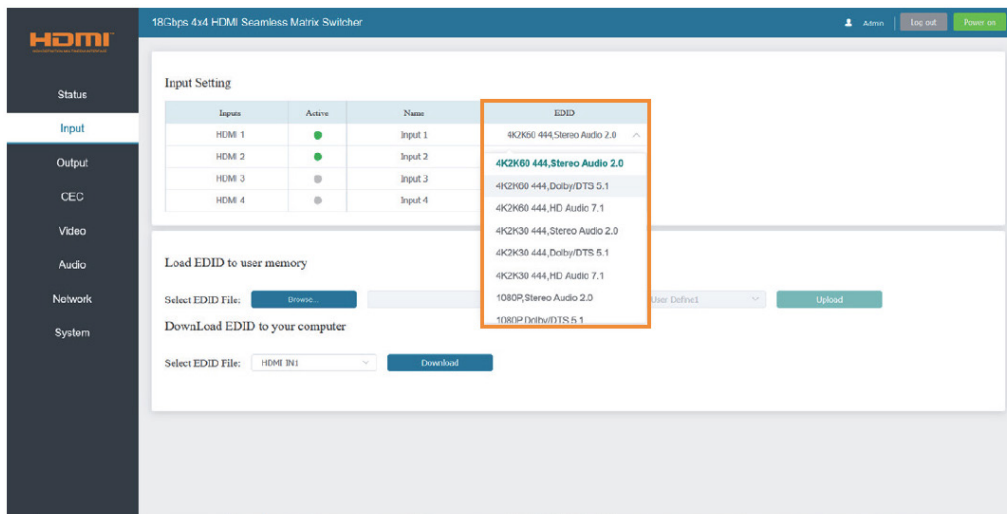 18Gbps 4x4 HDMI Seamless Matrix Switcher
Admin
Log out
Power on
HDMI
Status
Input
Output
CEC
Video
Audio
Network
System
Input Setting
Inputs Active Name EDID
HDMI 1 Input 1 4K2K60 444,Stereo Audio 2.0
HDMI 2 Input 2
HDMI 3 Input 3
HDMI 4 Input 4
4K2K60 444,Stereo Audio 2.0
4K2K60 444,Dolby/DTS 5.1
4K2K60 444,HD Audio 7.1
4K2K30 444,Stereo Audio 2.0
4K2K30 444,Dolby/DTS 5.1
4K2K30 444,HD Audio 7.1
1080P,Stereo Audio 2.0
1080P,Dolby/DTS 5.1
Load EDID to user memory
Select EDID File: Browse... User Define1 Upload
DownLoad EDID to your computer
Select EDID File: HDMI IN1 Download